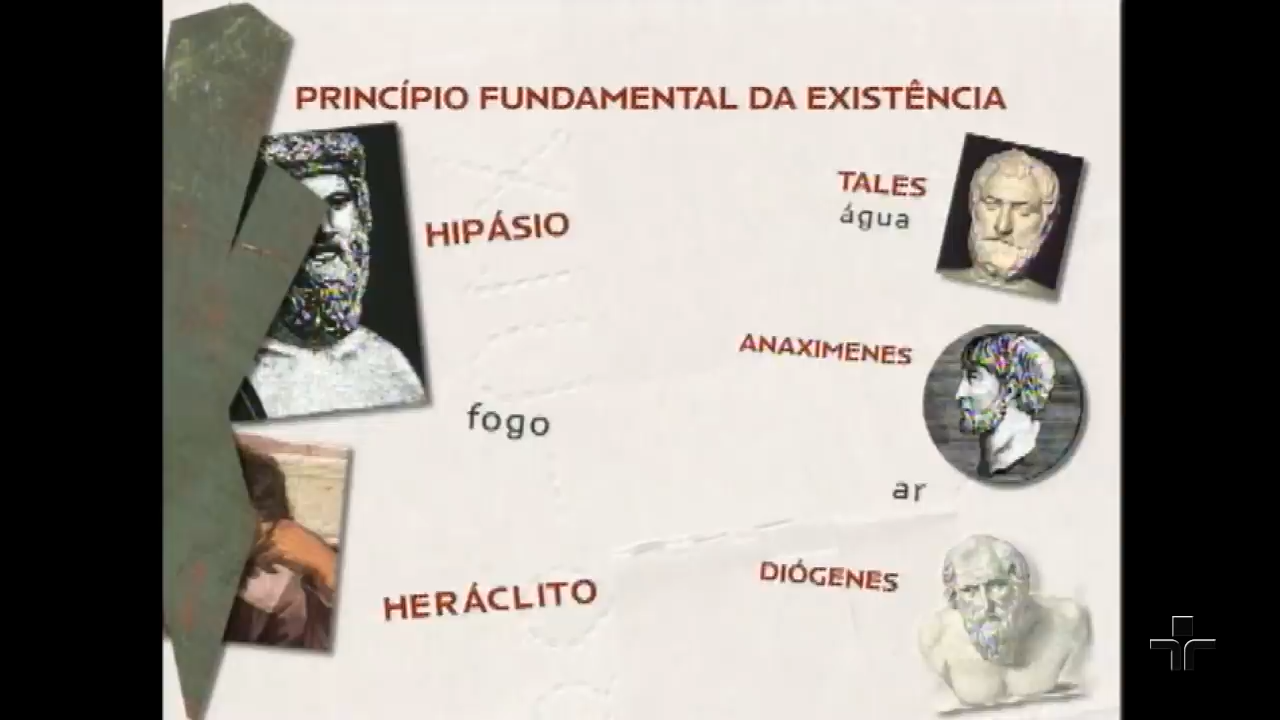 PRINCÍPIO FUNDAMENTAL DA EXISTÊNCIA
HIPÁSIO
fogo
HERÁCLITO
TALES
água
ANAXIMENES
ar
DIÓGENES